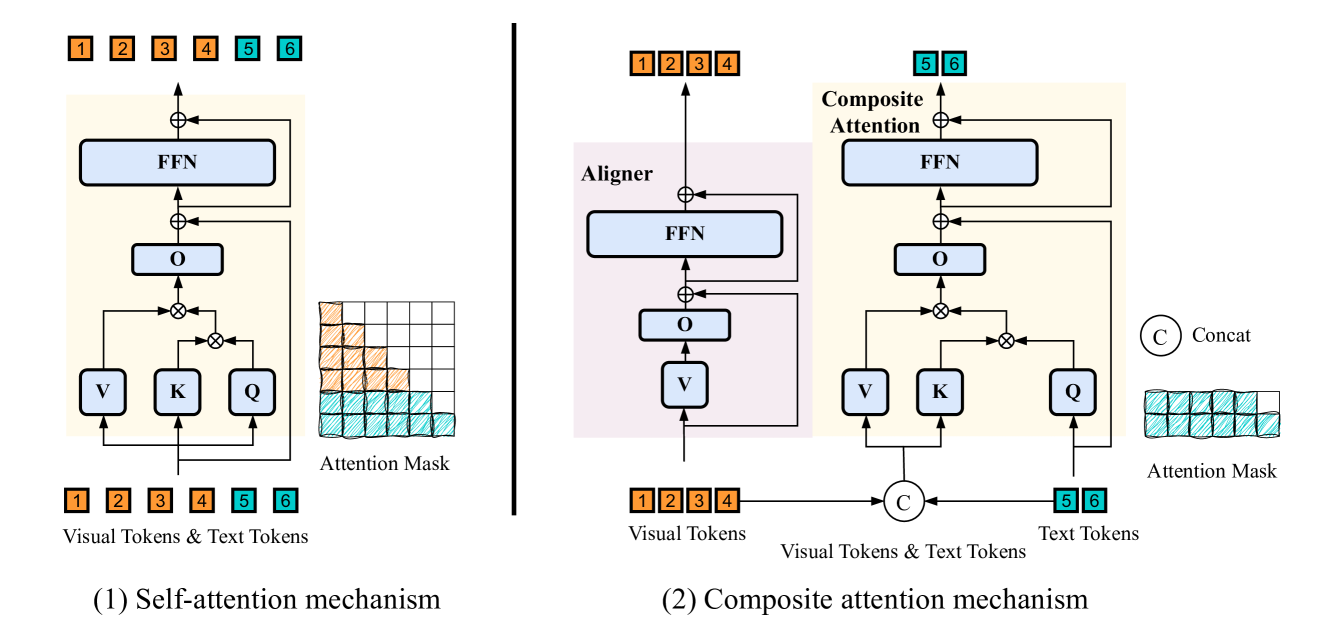 1 2 3 4 5 6
FFN
O
V K Q
Attention Mask
1 2 3 4 5 6
Visual Tokens & Text Tokens
(1) Self-attention mechanism
1 2 3 4
5 6
Composite
Attention
FFN
Aligner
FFN
O
O
V
V K Q
C Concat
Attention Mask
1 2 3 4
C
5 6
Visual Tokens
Text Tokens
Visual Tokens & Text Tokens
(2) Composite attention mechanism